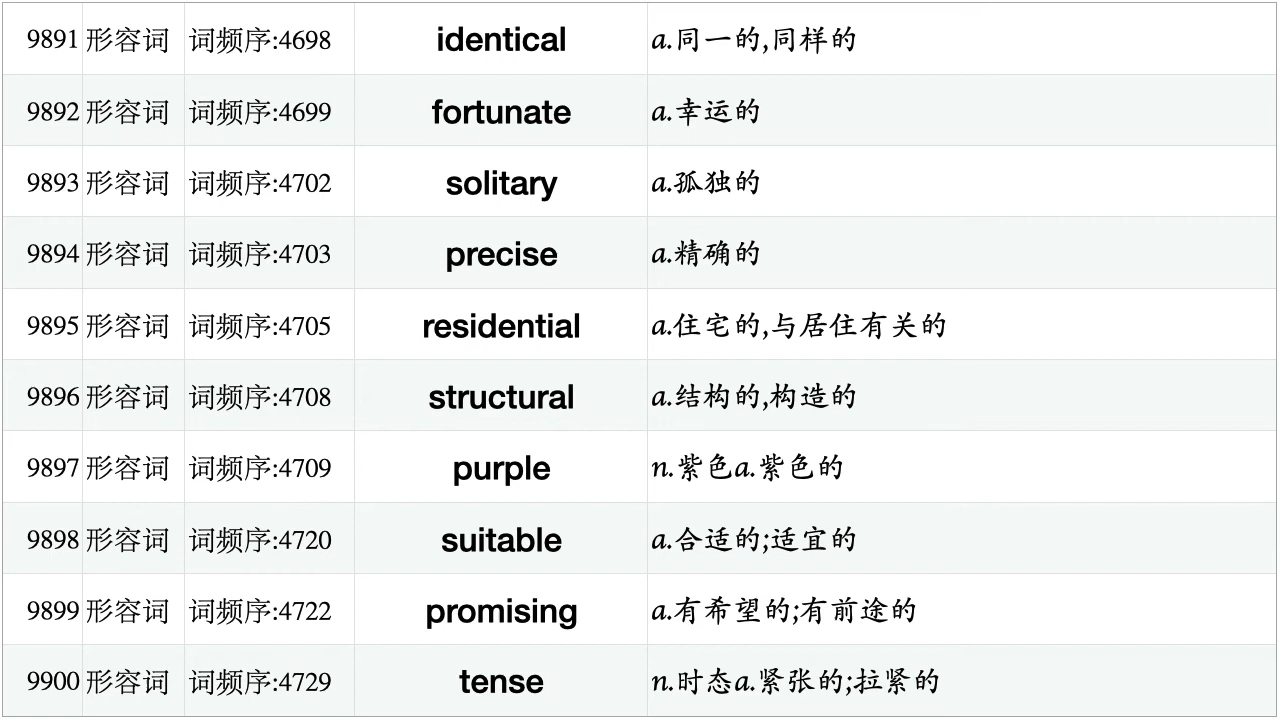 9891 形容词 词频序:4698 identical a.同一的,同样的
9892 形容词 词频序:4699 fortunate a.幸运的
9893 形容词 词频序:4702 solitary a.孤独的
9894 形容词 词频序:4703 precise a.精确的
9895 形容词 词频序:4705 residential a.住宅的,与居住有关的
9896 形容词 词频序:4708 structural a.结构的,构造的
9897 形容词 词频序:4709 purple n.紫色a.紫色的
9898 形容词 词频序:4720 suitable a.合适的;适宜的
9899 形容词 词频序:4722 promising a.有希望的;有前途的
9900 形容词 词频序:4729 tense n.时态a.紧张的;拉紧的